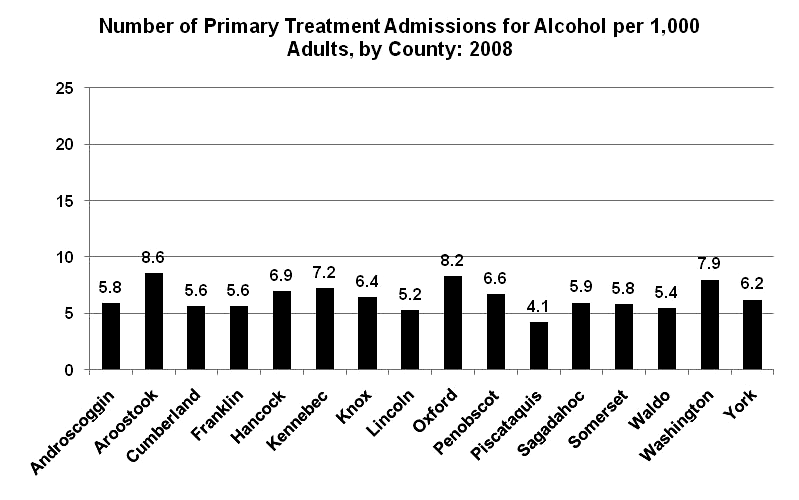 Number of Primary Treatment Admissions for Alcohol per 1,000
Adults, by County: 2008
25
20
15
10
5
0
5.8
8.6
5.6
5.6
6.9
7.2
6.4
5.2
8.2
6.6
4.1
5.9
5.8
5.4
7.9
6.2
Androscoggin
Aroostook
Cumberland
Franklin
Hancock
Kennebec
Knox
Lincoln
Oxford
Penobscot
Piscataquis
Sagadahoc
Somerset
Waldo
Washington
York